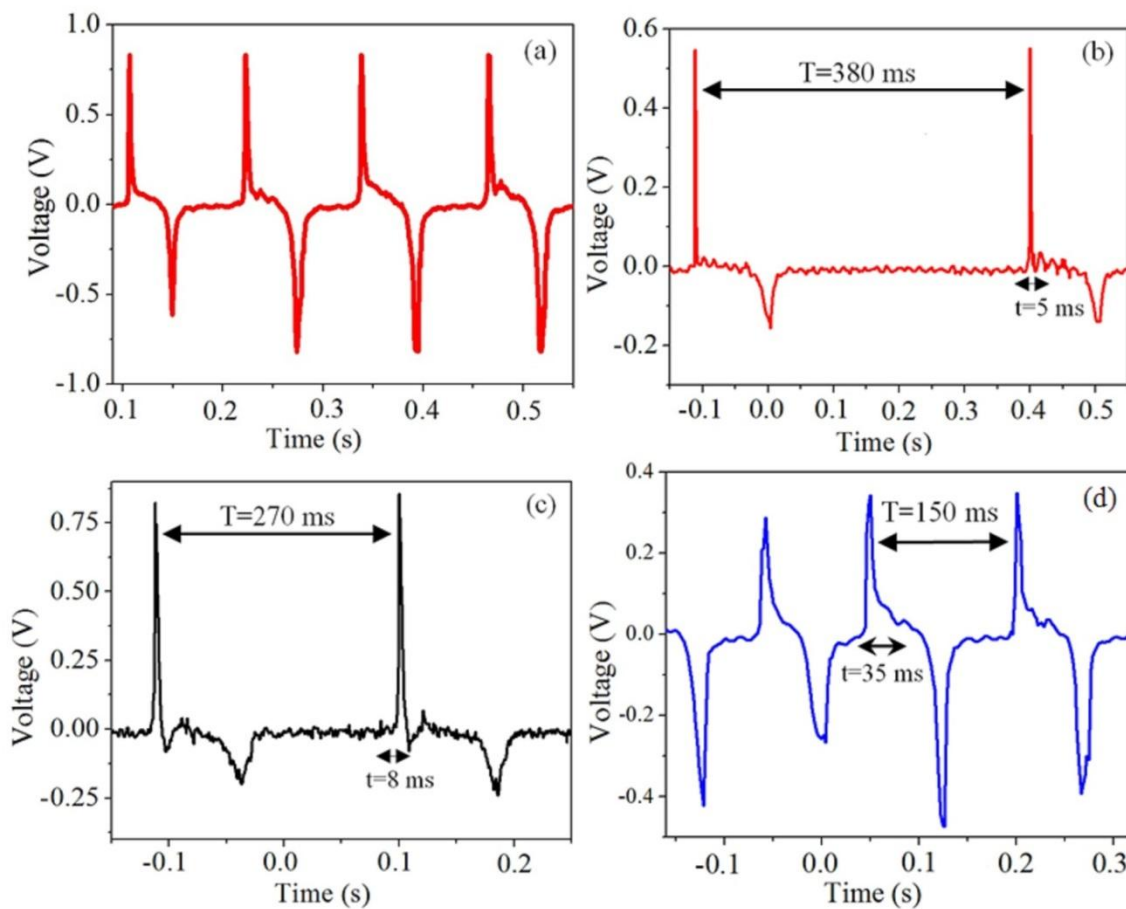 (a)
1.0
0.5
0.0
-0.5
-1.0
Voltage (V)
0.1 0.2 0.3 0.4 0.5
Time (s)
(b)
T=380 ms
0.6
0.4
0.2
0.0
-0.2
Voltage (V)
t=5 ms
-0.1 0.0 0.1 0.2 0.3 0.4 0.5
Time (s)
(c)
T=270 ms
0.75
0.50
0.25
0.00
-0.25
Voltage (V)
t=8 ms
-0.1 0.0 0.1 0.2
Time (s)
(d)
T=150 ms
0.4
0.2
0.0
-0.2
-0.4
Voltage (V)
t=35 ms
0.0 0.1 0.2 0.3
Time (s)